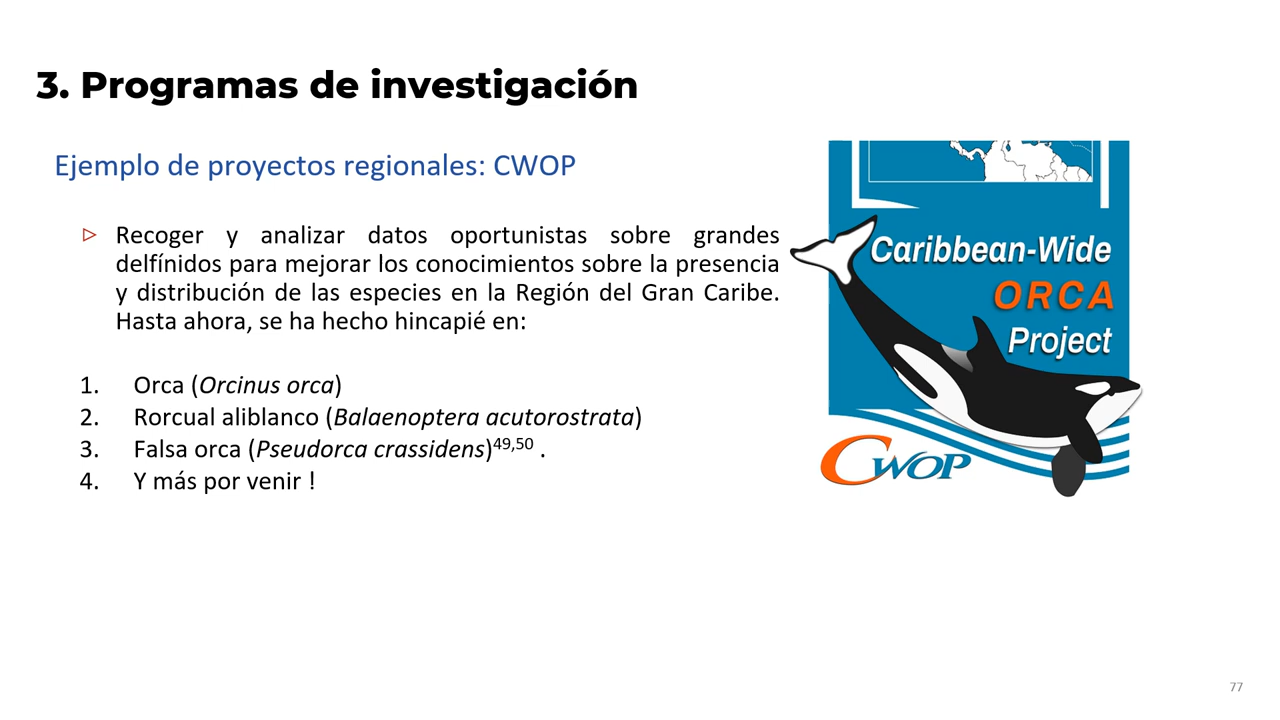 3. Programas de investigación
Ejemplo de proyectos regionales: CWOP
▷ Recoger y analizar datos oportunistas sobre grandes
delfínidos para mejorar los conocimientos sobre la presencia
y distribución de las especies en la Región del Gran Caribe.
Hasta ahora, se ha hecho hincapié en:
1. Orca (Orcinus orca)
2. Rorcual aliblanco (Balaenoptera acutorostrata)
3. Falsa orca (Pseudorca crassidens)49,50 .
4. Y más por venir !
Caribbean-Wide
ORCA
Project
CWOP
77